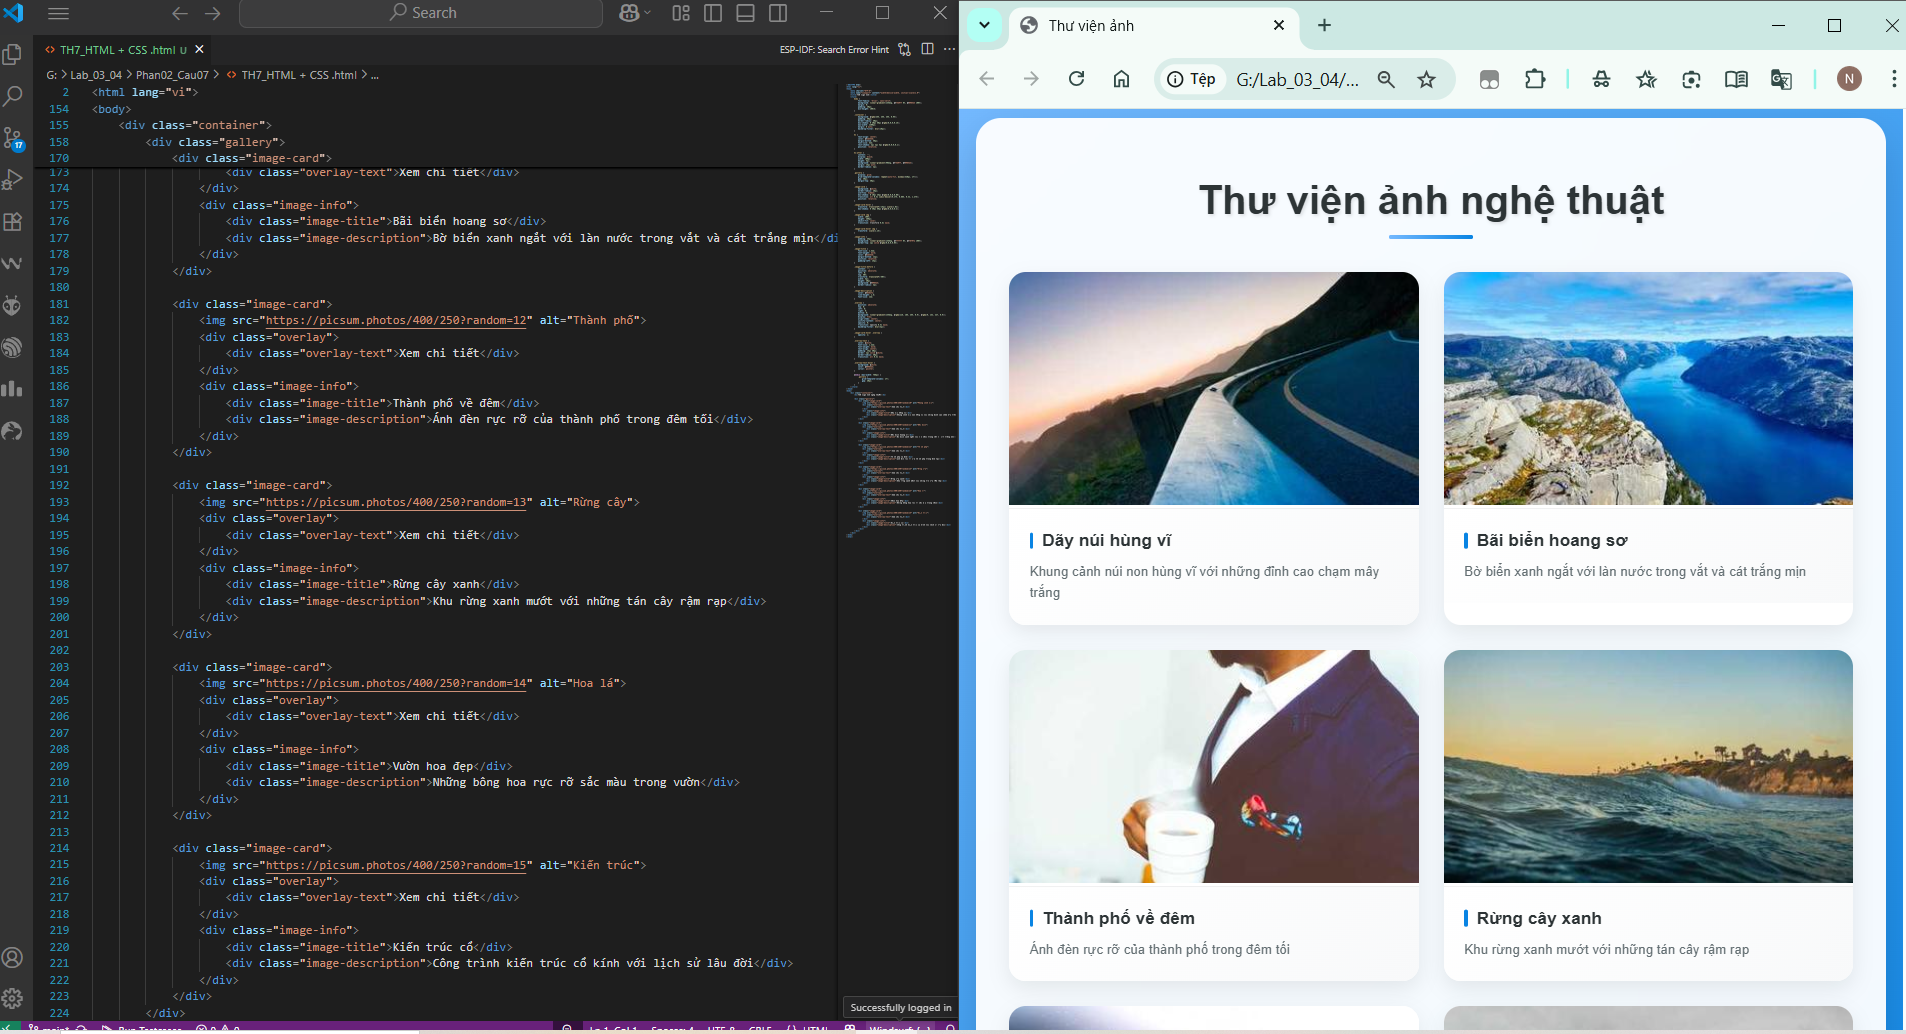 Search
TH7_HTML + CSS .html U
ESP-IDF: Search Error Hint
G: > Lab_03_04 > Phan02_Cau07 > <> TH7_HTML + CSS .html > ...
2 <html lang="vi">
154 <body>
155 <div class="container">
158 <div class="gallery">
170 <div class="image-card">
173 <div class="overlay-text">Xem chi tiết</div>
174 </div>
175 <div class="image-info">
176 <div class="image-title">Bãi biển hoang sơ</div>
177 <div class="image-description">Bờ biển xanh ngắt với làn nước trong vắt và cát trắng mịn</di
178 </div>
179 </div>
180
181 <div class="image-card">
182 <img src="https://picsum.photos/400/250?random=12" alt="Thành phố">
183 <div class="overlay">
184 <div class="overlay-text">Xem chi tiết</div>
185 </div>
186 <div class="image-info">
187 <div class="image-title">Thành phố về đêm</div>
188 <div class="image-description">Ánh đèn rực rỡ của thành phố trong đêm tối</div>
189 </div>
190 </div>
191
192 <div class="image-card">
193 <img src="https://picsum.photos/400/250?random=13" alt="Rừng cây">
194 <div class="overlay">
195 <div class="overlay-text">Xem chi tiết</div>
196 </div>
197 <div class="image-info">
198 <div class="image-title">Rừng cây xanh</div>
199 <div class="image-description">Khu rừng xanh mướt với những tán cây rậm rạp</div>
200 </div>
201 </div>
202
203 <div class="image-card">
204 <img src="https://picsum.photos/400/250?random=14" alt="Hoa lá">
205 <div class="overlay">
206 <div class="overlay-text">Xem chi tiết</div>
207 </div>
208 <div class="image-info">
209 <div class="image-title">Vườn hoa đẹp</div>
210 <div class="image-description">Những bông hoa rực rỡ sắc màu trong vườn</div>
211 </div>
212 </div>
213
214 <div class="image-card">
215 <img src="https://picsum.photos/400/250?random=15" alt="Kiến trúc">
216 <div class="overlay">
217 <div class="overlay-text">Xem chi tiết</div>
218 </div>
219 <div class="image-info">
220 <div class="image-title">Kiến trúc cổ</div>
221 <div class="image-description">Công trình kiến trúc cổ kính với lịch sử lâu đời</div>
222 </div>
223 </div>
224 </div>
17
Successfully logged in
Thư viện ảnh
Tệp G:/Lab_03_04/...
N
Thư viện ảnh nghệ thuật
Dãy núi hùng vĩ
Khung cảnh núi non hùng vĩ với những đỉnh cao chạm mây
trắng
Bãi biển hoang sơ
Bờ biển xanh ngắt với làn nước trong vắt và cát trắng mịn
Thành phố về đêm
Ánh đèn rực rỡ của thành phố trong đêm tối
Rừng cây xanh
Khu rừng xanh mướt với những tán cây rậm rạp